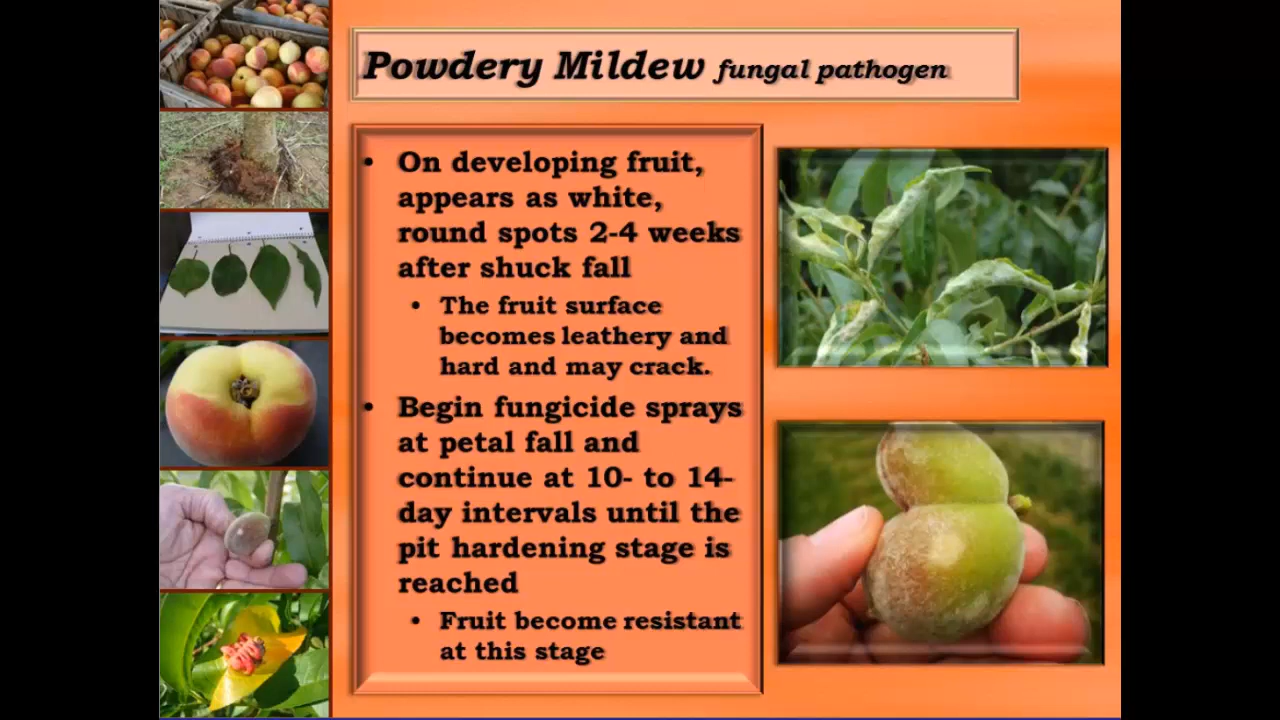 Powdery Mildew fungal pathogen
• On developing fruit,
appears as white,
round spots 2-4 weeks
after shuck fall
• The fruit surface
becomes leathery and
hard and may crack.
• Begin fungicide sprays
at petal fall and
continue at 10- to 14-
day intervals until the
pit hardening stage is
reached
• Fruit become resistant
at this stage